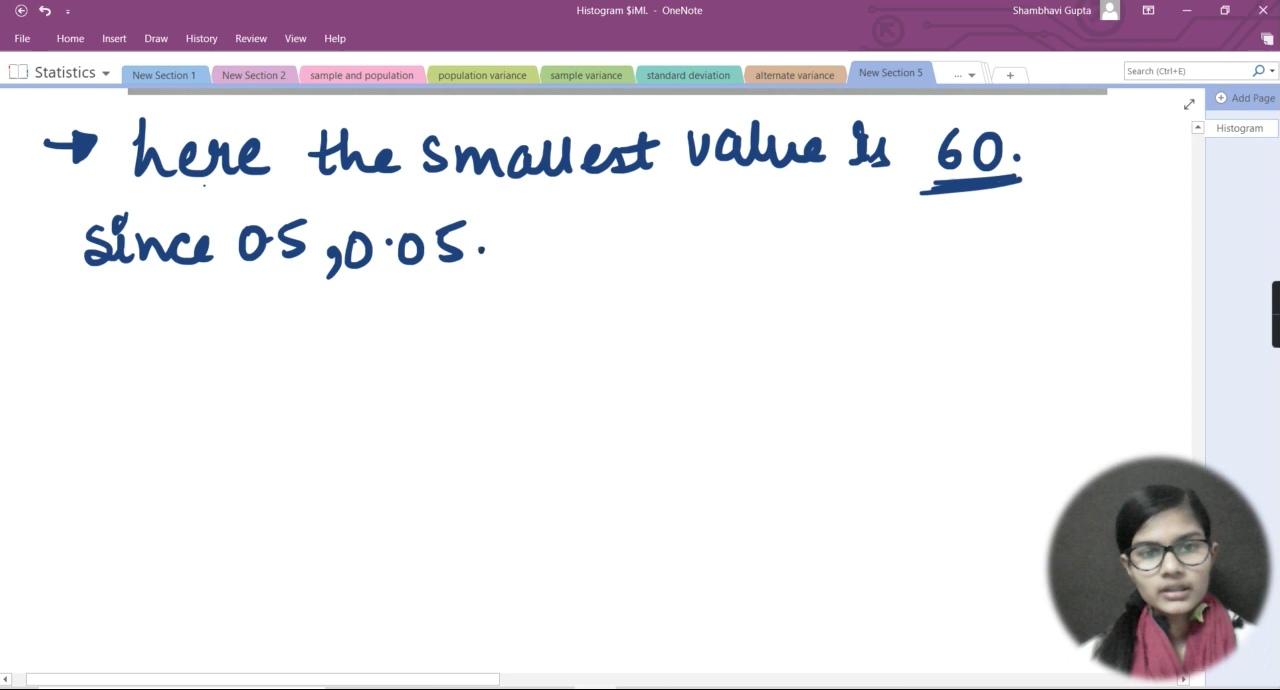 Histogram $iMl. - OneNote
Shambhavi Gupta
File Home Insert Draw History Review View Help
Statistics
New Section 1 New Section 2 sample and population population variance sample variance standard deviation alternate variance New Section 5 ... +
Search (Ctrl+E)
Add Page
Histogram
→ here the smallest value is 60.
since 0.5, 0.05.